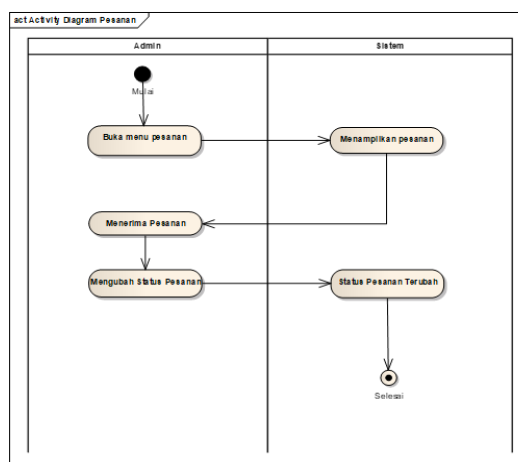 act Activity Diagram Pesanan
Admin
Sistem
Mulai
Buka menu pesanan
Menampilkan pesanan
Menerima Pesanan
Mengubah Status Pesanan
Status Pesanan Terubah
Selesai